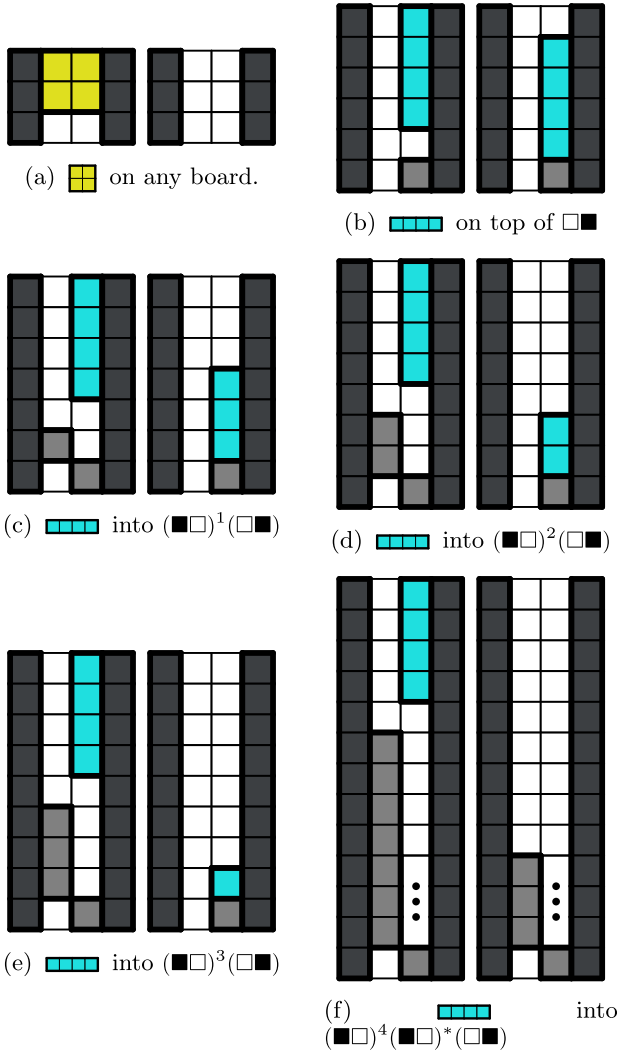 (a) on any board.
(b) on top of □■
(c) into (■□)¹(□■)
(d) into (■□)²(□■)
(e) into (■□)³(□■)
(f) into
(■□)⁴(■□)*(□■)